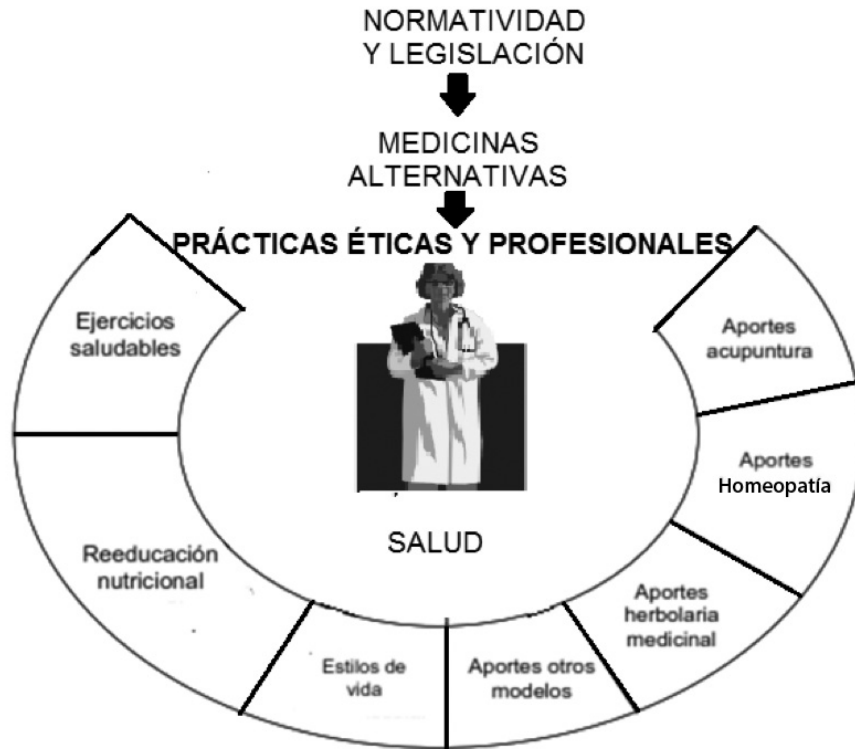 NORMATIVIDAD
Y LEGISLACIÓN
MEDICINAS
ALTERNATIVAS
PRÁCTICAS ÉTICAS Y PROFESIONALES
Ejercicios
saludables
Reeducación
nutricional
Estilos de
vida
Aportes otros
modelos
Aportes
herbolaria
medicinal
Aportes
Homeopatía
Aportes
acupuntura
SALUD